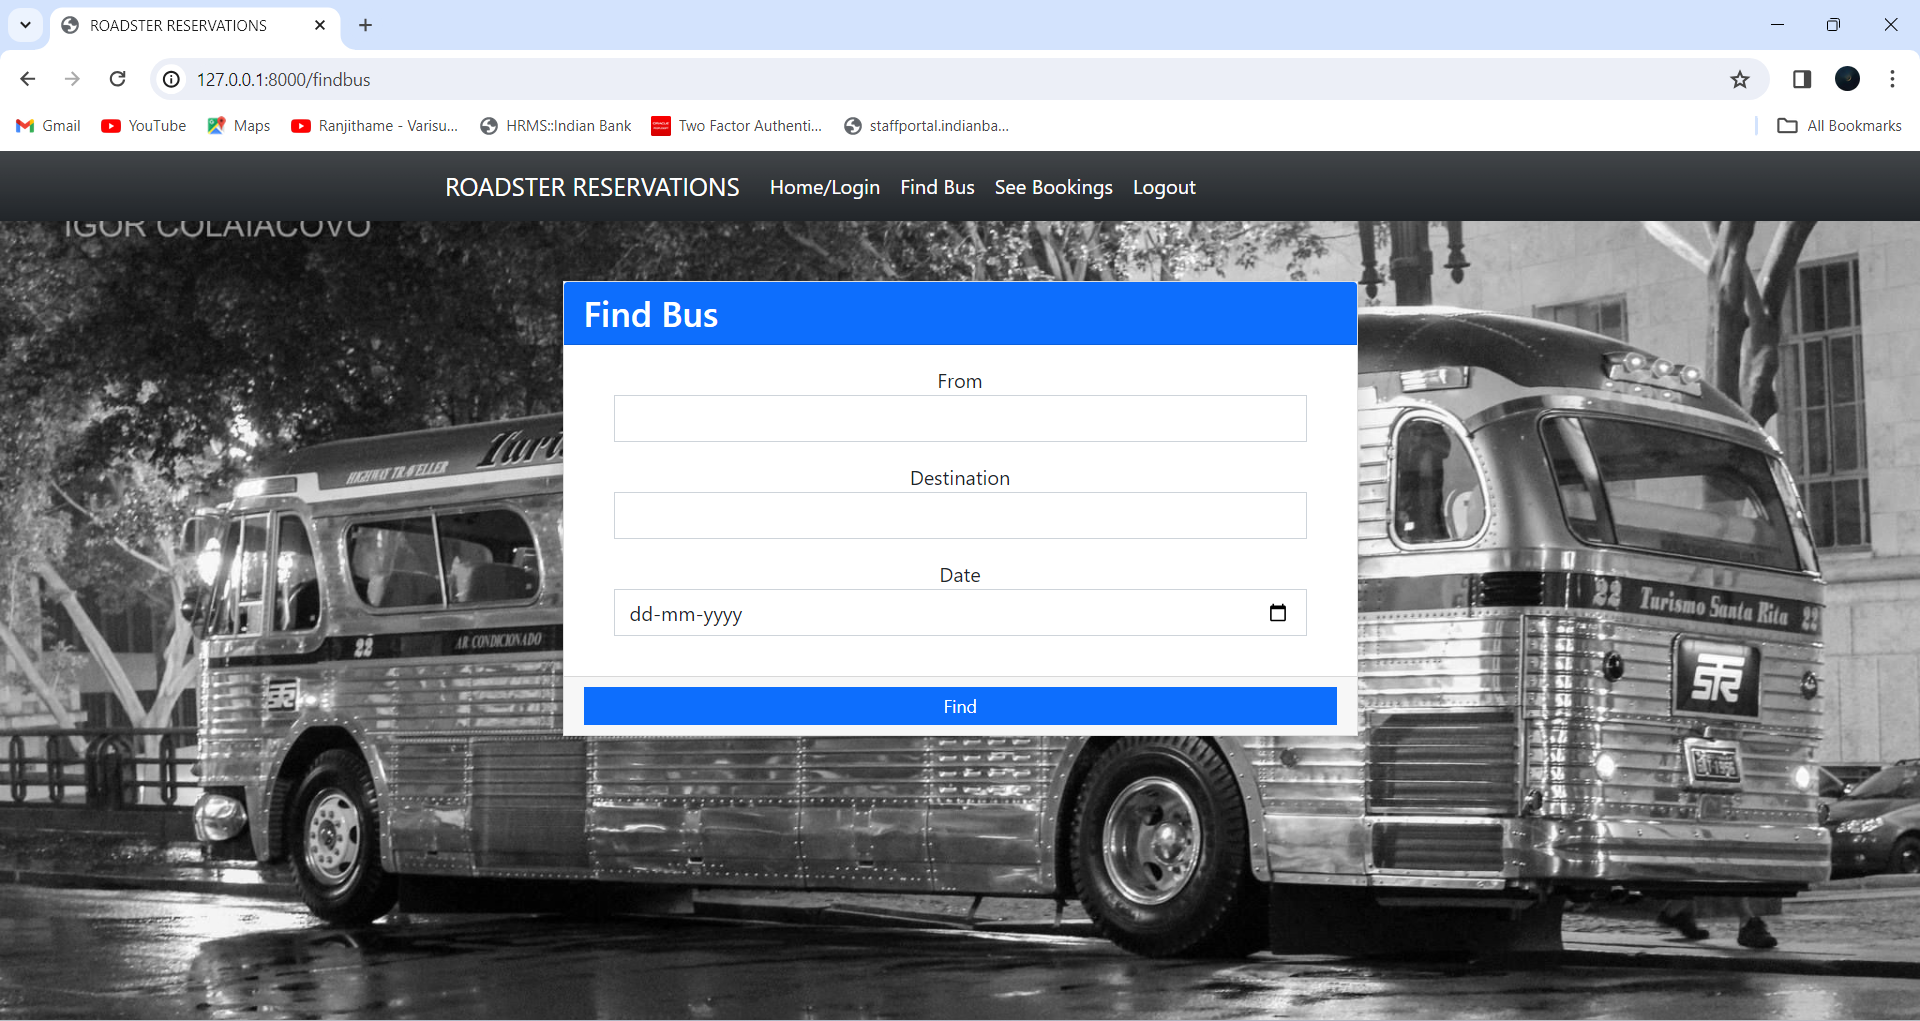 ROADSTER RESERVATIONS
127.0.0.1:8000/findbus
Gmail YouTube Maps Ranjithame - Varisu... HRMS::Indian Bank Two Factor Authenti... staffportal.indianba... All Bookmarks
ROADSTER RESERVATIONS Home/Login Find Bus See Bookings Logout
IGOR COLAIACOVO
Find Bus
From
Destination
Date
dd-mm-yyyy
Find
HIGHWAY TRAVELLER
Turi
22 AR CONDICIONADO
22 Turismo Santa Rita 22